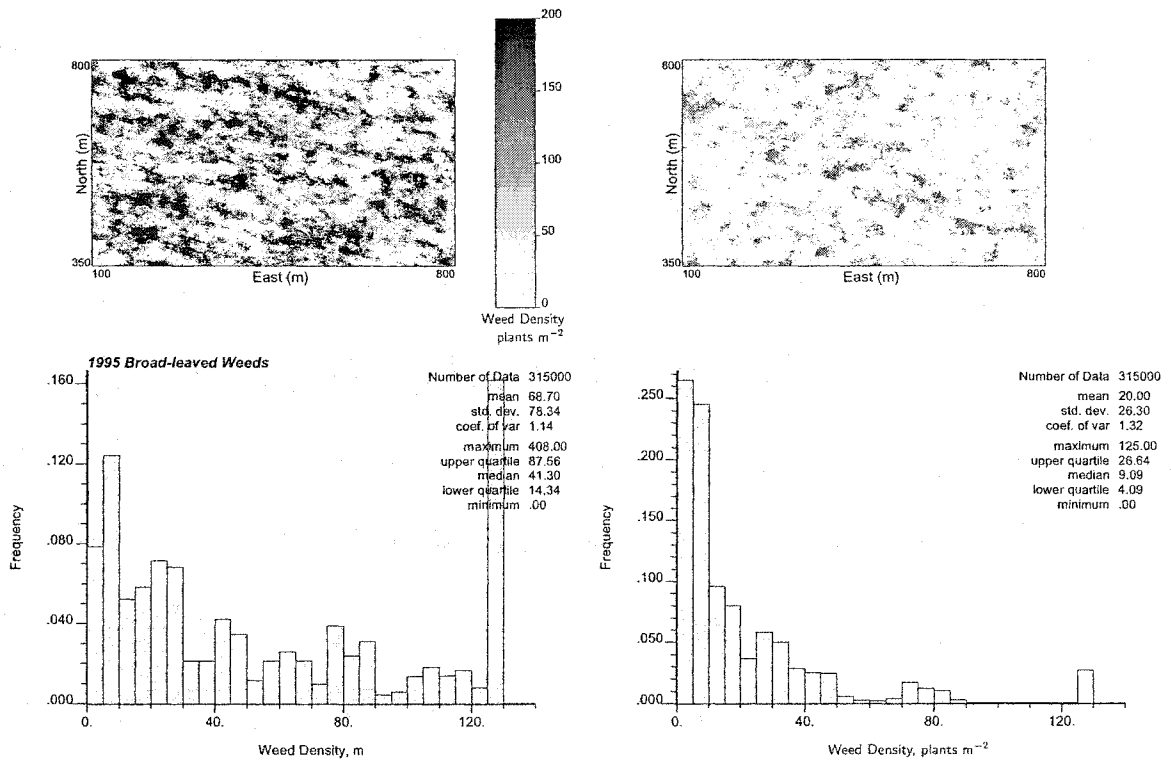 800
North (m)
350
100
800
East (m)
200
150
100
50
0
Weed Density
plants m⁻²
600
North (m)
350
100
800
East (m)
1995 Broad-leaved Weeds
Number of Data 315000
mean 68.70
std. dev. 78.34
coef. of var 1.14
maximum 408.00
upper quartile 87.56
median 41.30
lower quartile 14.34
minimum .00
.160
.120
.080
.040
.000
Frequency
0.
40.
80.
120.
Weed Density, m
Number of Data 315000
mean 20.00
std. dev. 26.30
coef. of var 1.32
maximum 125.00
upper quartile 26.64
median 9.09
lower quartile 4.09
minimum .00
.250
.200
.150
.100
.050
.000
Frequency
0.
40.
80.
120.
Weed Density, plants m⁻²